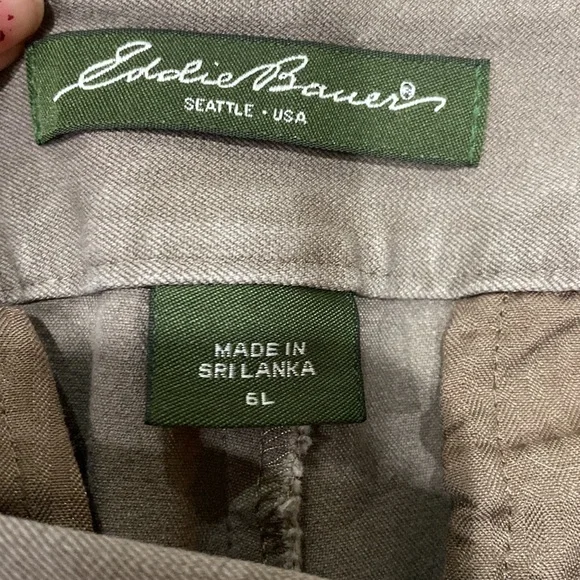 Eddie Bauer®
SEATTLE · USA
MADE IN
SRI LANKA
6L